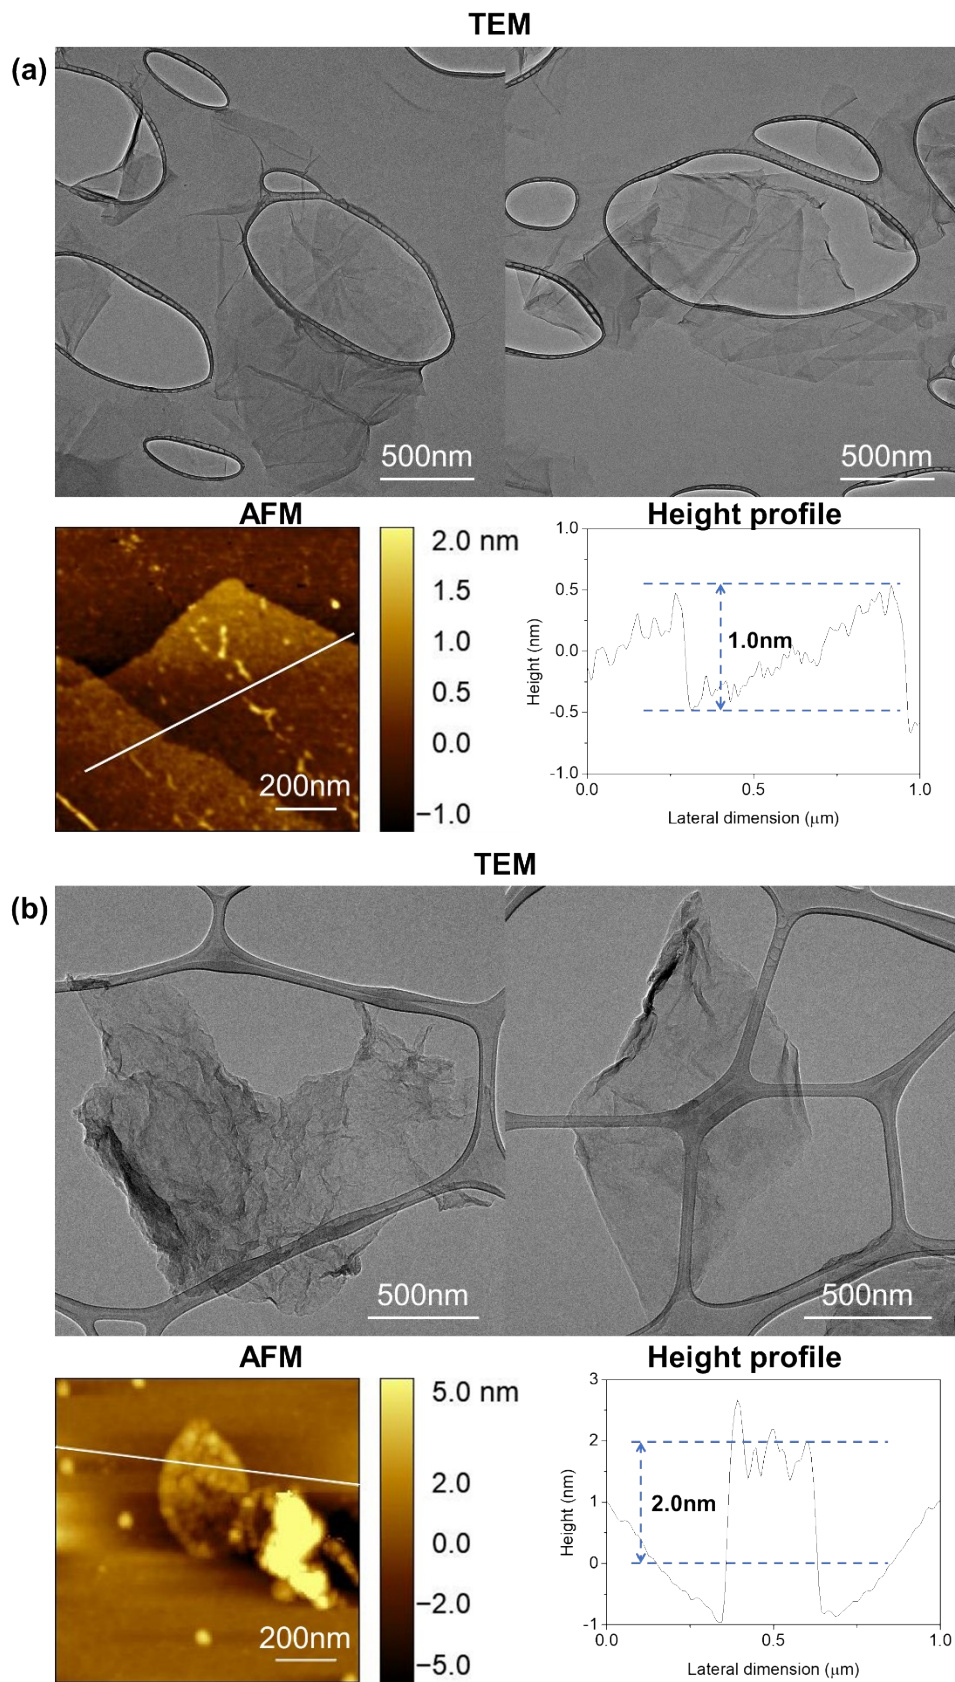 TEM
(a)
500nm
500nm
AFM
2.0 nm
1.5
1.0
0.5
0.0
−1.0
200nm
Height profile
1.0
0.5
0.0
-0.5
-1.0
Height (nm)
1.0nm
0.0
0.5
1.0
Lateral dimension (μm)
TEM
(b)
500nm
500nm
AFM
5.0 nm
2.0
0.0
−2.0
−5.0
200nm
Height profile
3
2
1
0
-1
Height (nm)
2.0nm
0.0
0.5
1.0
Lateral dimension (μm)